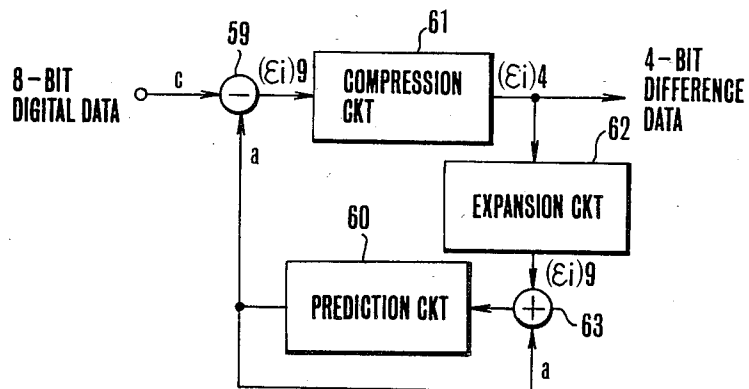 59
61
8-BIT
DIGITAL DATA
c
−
(εi)9
COMPRESSION
CKT
(εi)4
4-BIT
DIFFERENCE
DATA
62
a
EXPANSION CKT
60
PREDICTION CKT
(εi)9
+
63
a